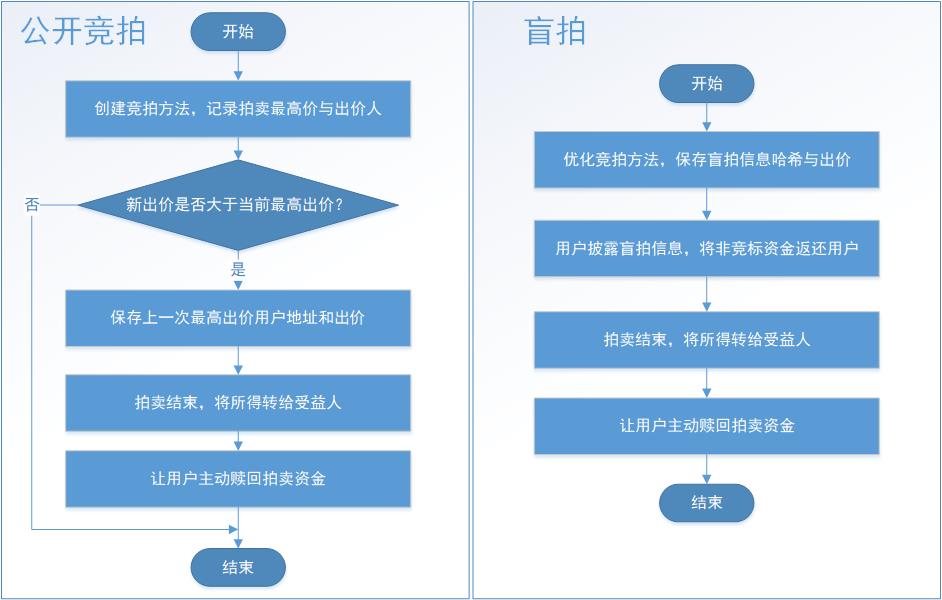 公开竞拍
开始
创建竞拍方法，记录拍卖最高价与出价人
新出价是否大于当前最高出价？
否
是
保存上一次最高出价用户地址和出价
拍卖结束，将所得转给受益人
让用户主动赎回拍卖资金
结束
盲拍
开始
优化竞拍方法，保存盲拍信息哈希与出价
用户披露盲拍信息，将非竞标资金返还用户
拍卖结束，将所得转给受益人
让用户主动赎回拍卖资金
结束